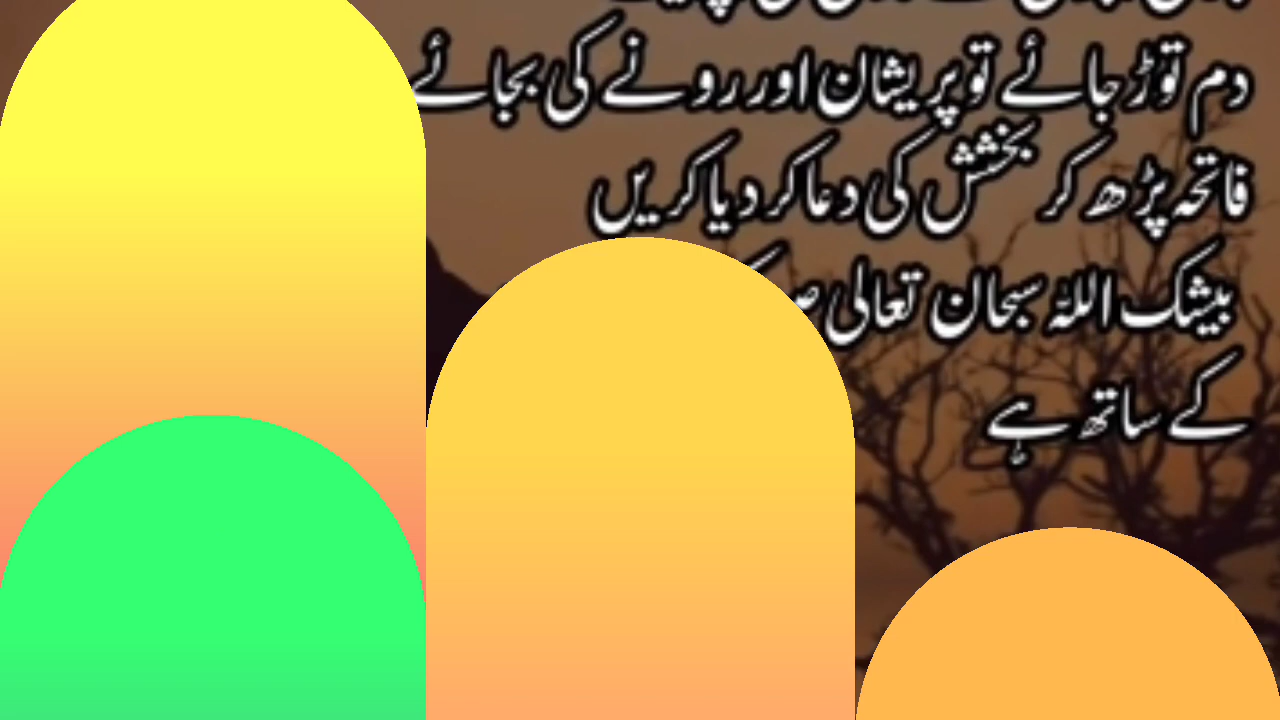 دم توڑ جائے تو پریشان اور رونے کی بجائے
فاتحہ پڑھ کر بخشش کی دعا کر دیا کریں
بیشک اللہ سبحان تعالی
کے ساتھ ہے